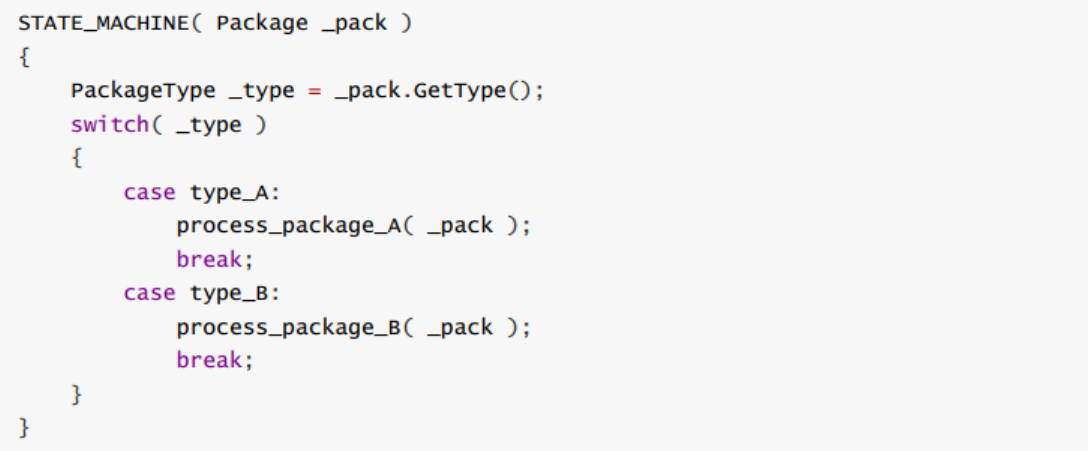 STATE_MACHINE( Package _pack )
{
    PackageType _type = _pack.GetType();
    switch( _type )
    {
        case type_A:
            process_package_A( _pack );
            break;
        case type_B:
            process_package_B( _pack );
            break;
    }
}